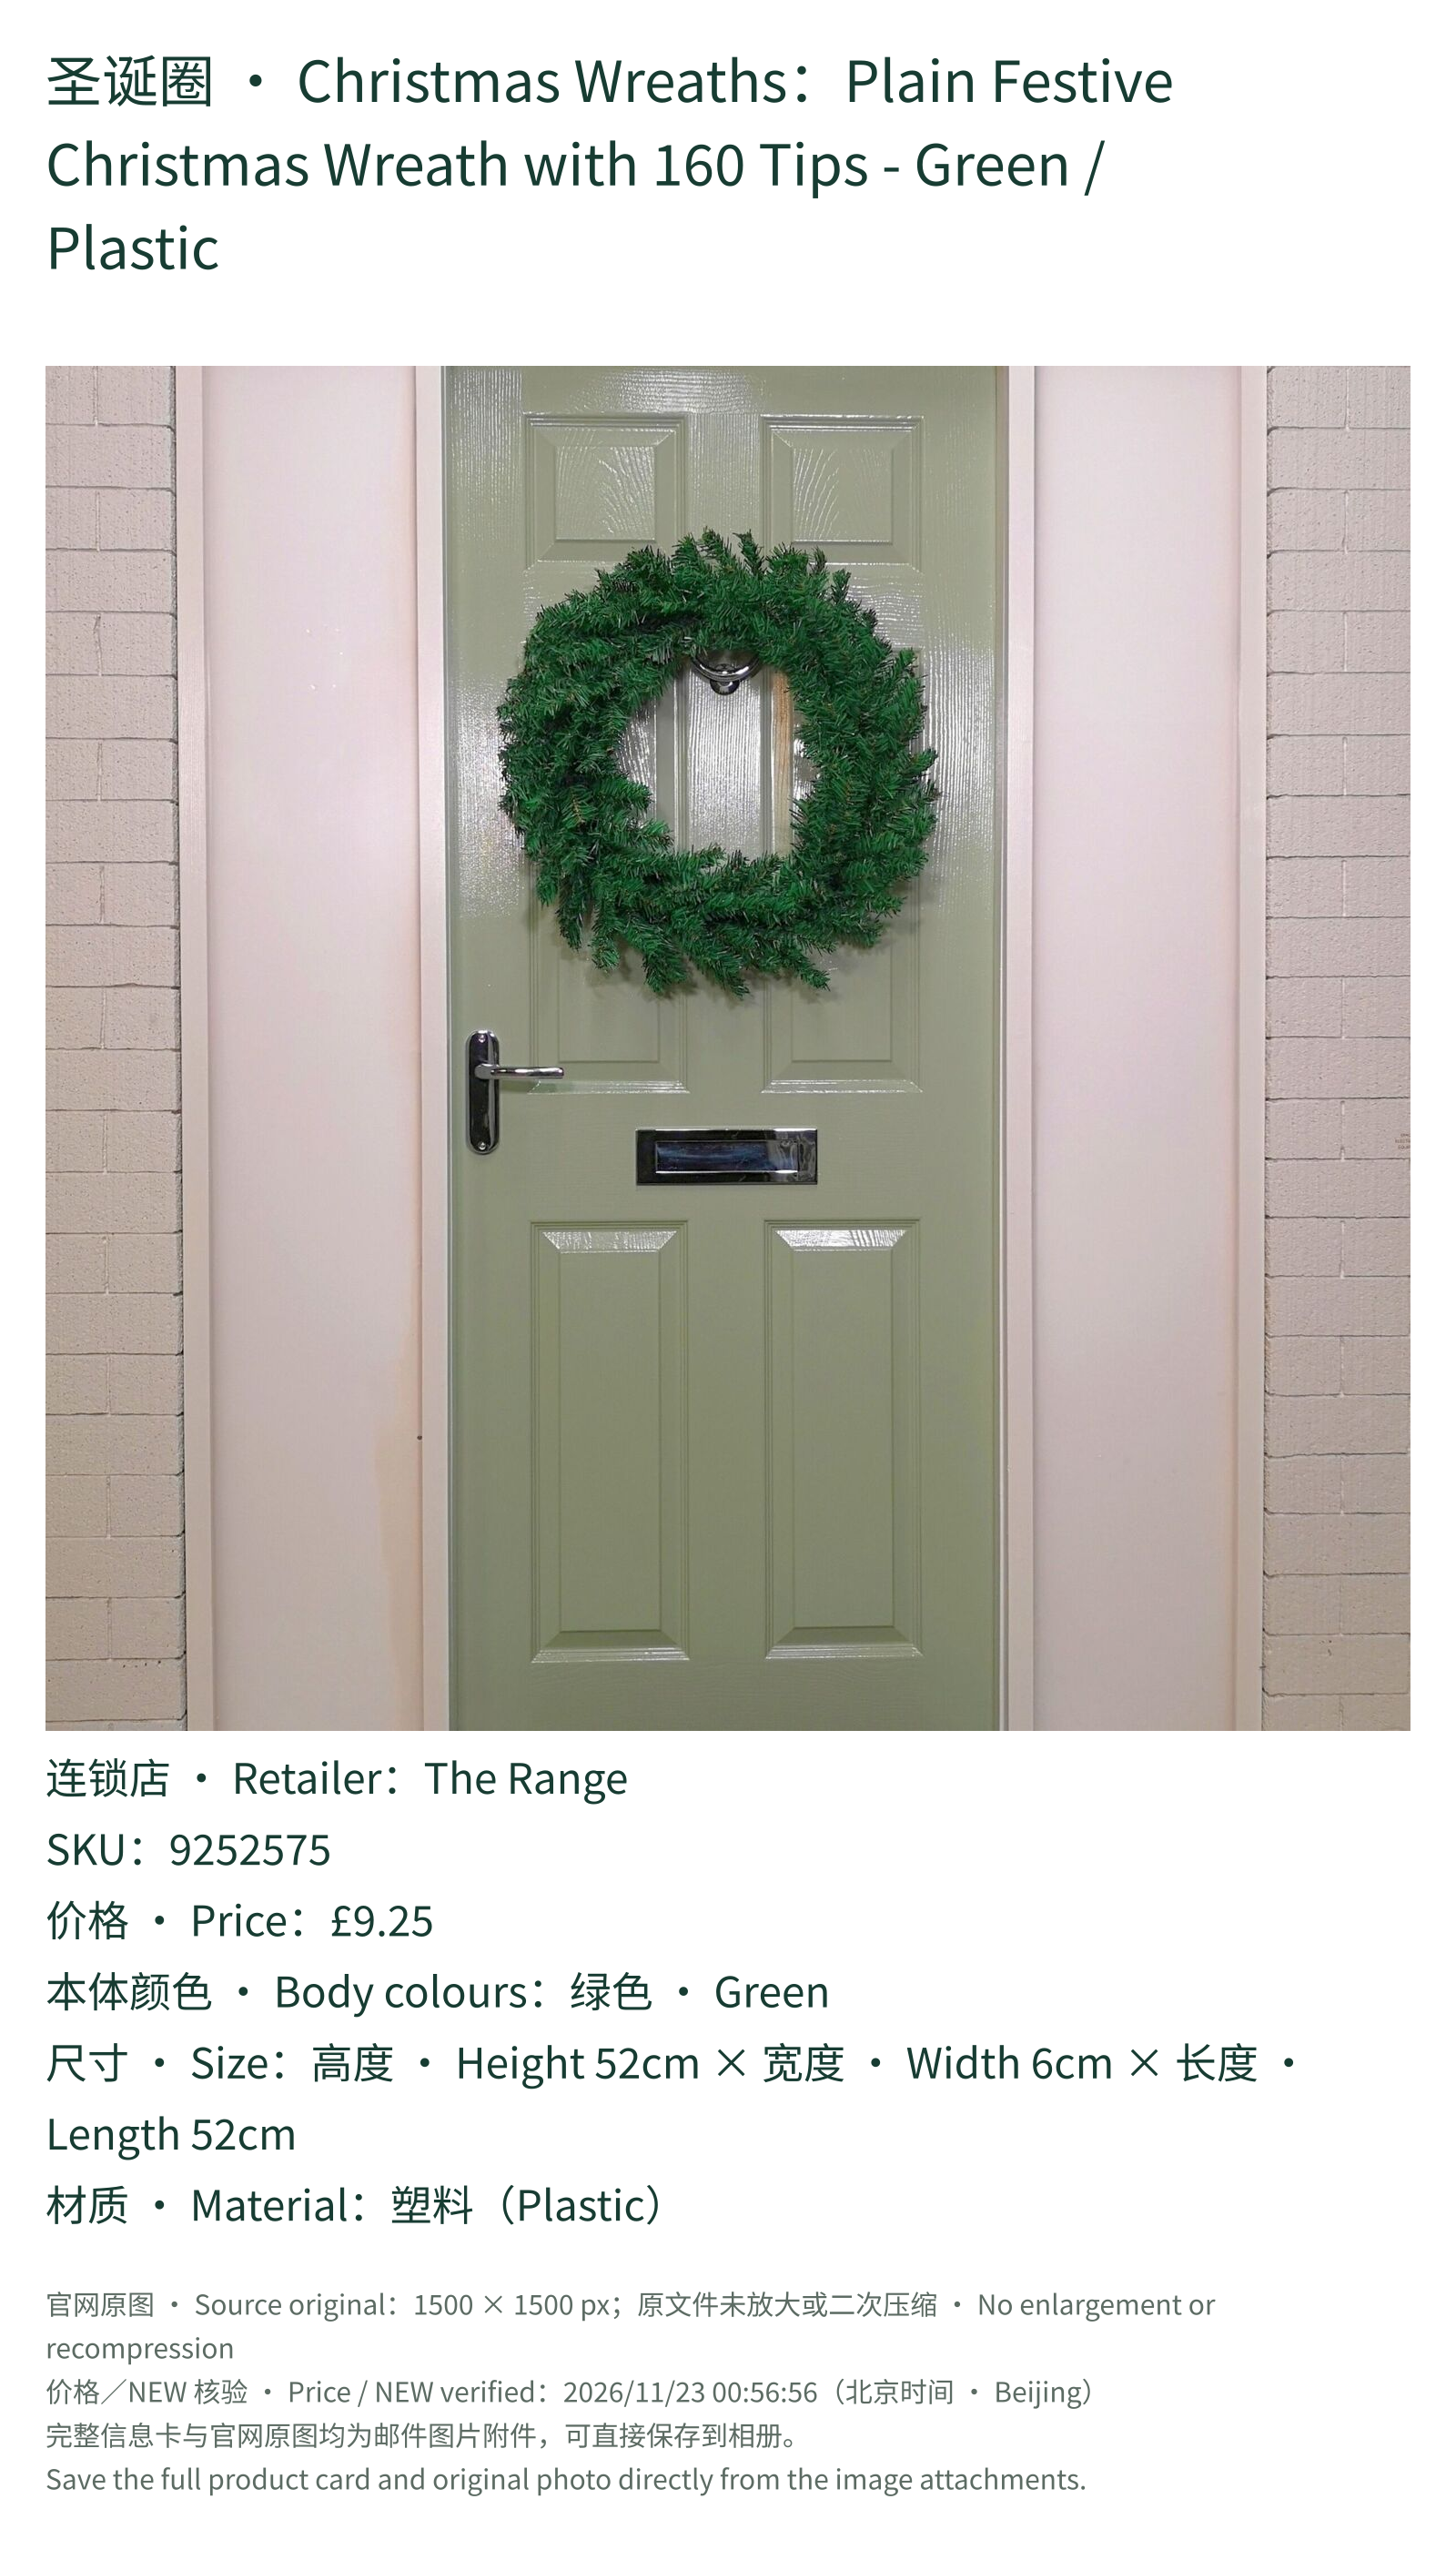 圣诞圈 · Christmas Wreaths：Plain Festive
Christmas Wreath with 160 Tips - Green /
Plastic
连锁店 · Retailer：The Range
SKU：9252575
价格 · Price：£9.25
本体颜色 · Body colours：绿色 · Green
尺寸 · Size：高度 · Height 52cm × 宽度 · Width 6cm × 长度 ·
Length 52cm
材质 · Material：塑料（Plastic）
官网原图 · Source original：1500 × 1500 px；原文件未放大或二次压缩 · No enlargement or
recompression
价格／NEW 核验 · Price / NEW verified：2026/11/23 00:56:56（北京时间 · Beijing）
完整信息卡与官网原图均为邮件图片附件，可直接保存到相册。
Save the full product card and original photo directly from the image attachments.